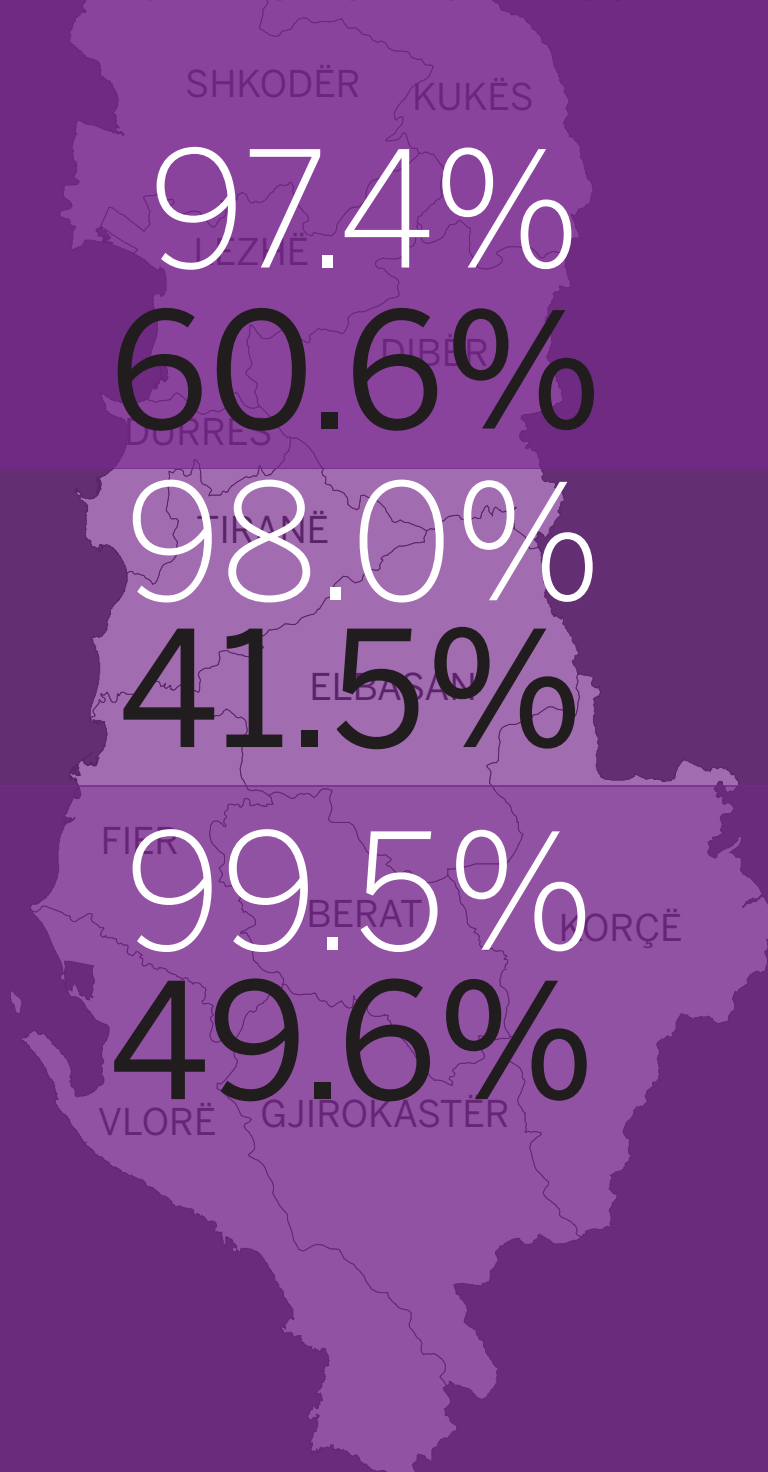 SHKODËR
KUKËS
97.4%
LEZHË
60.6%
DIBËR
DURRËS
98.0%
TIRANË
41.5%
ELBASAN
99.5%
FIER
BERAT
KORÇË
49.6%
GJIROKASTËR
VLORË